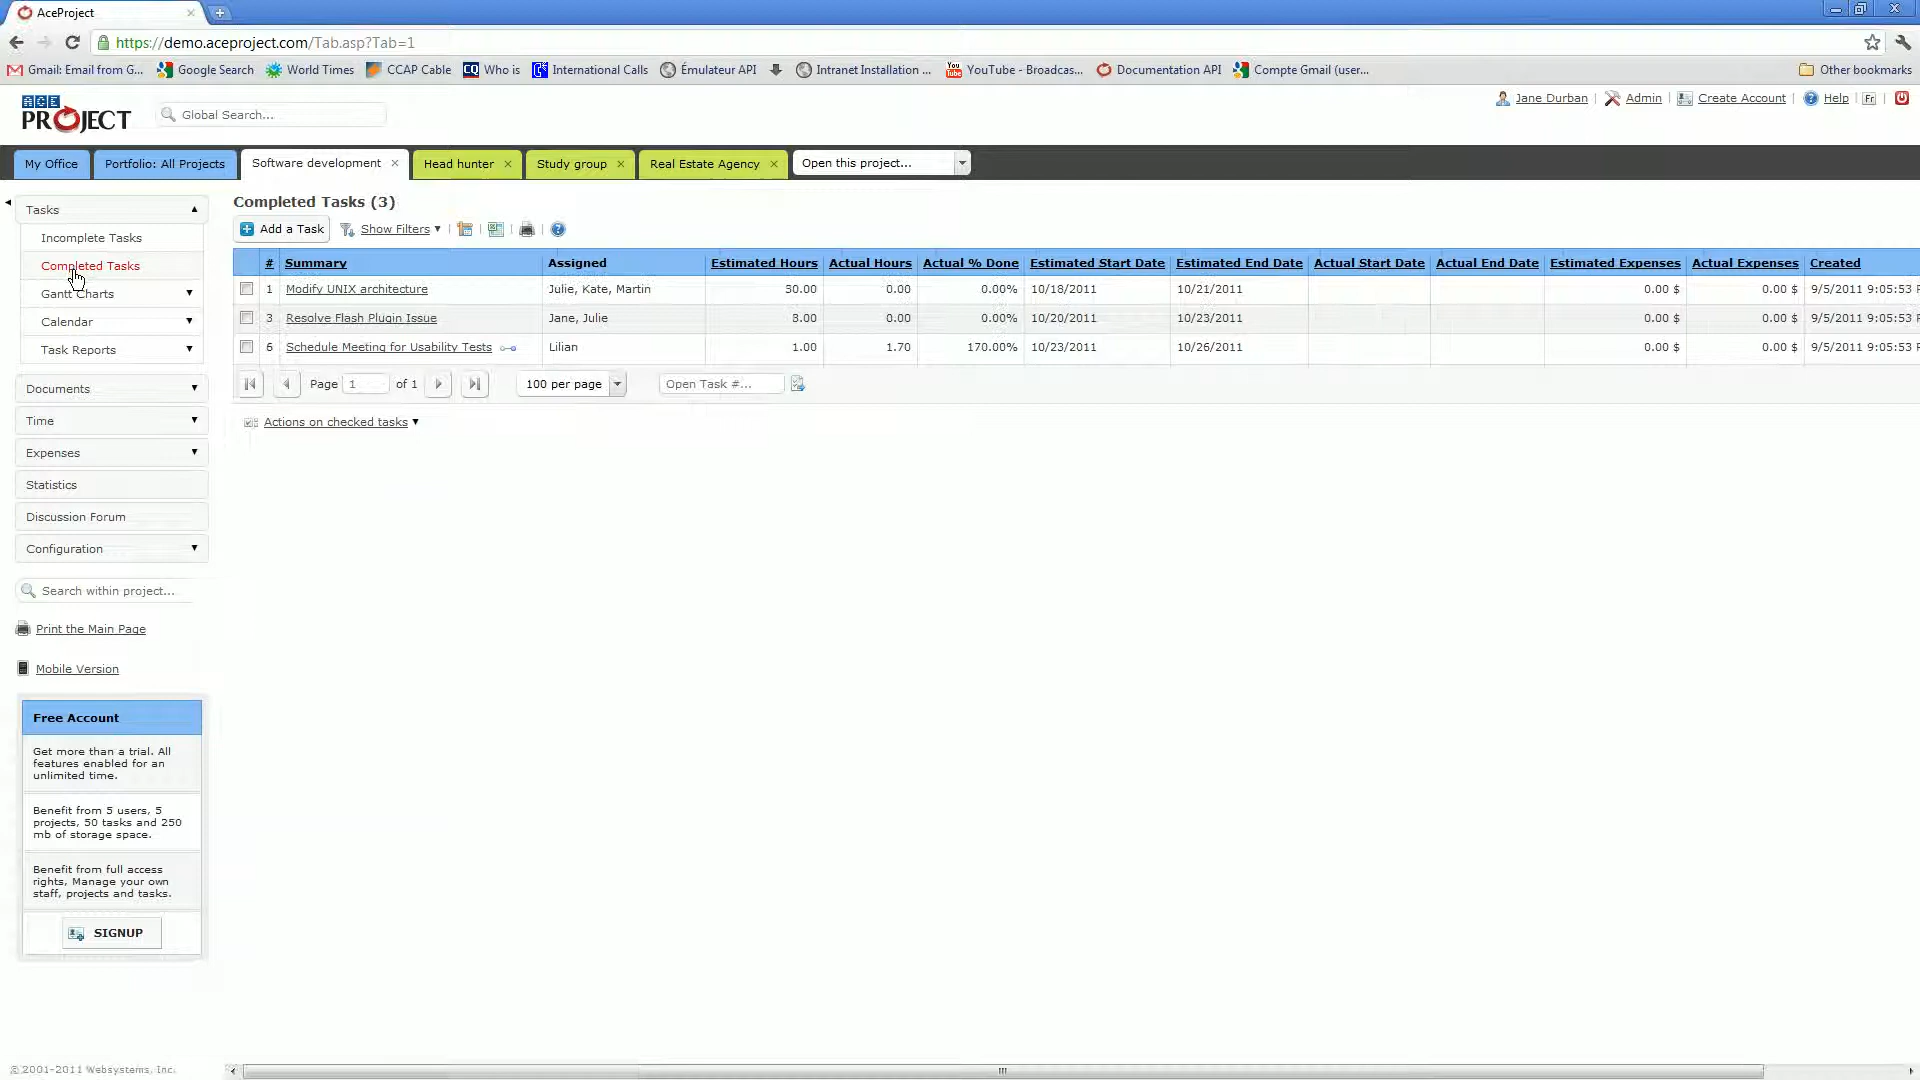 AceProject
https://demo.aceproject.com/Tab.asp?Tab=1
Gmail: Email from G... Google Search World Times CCAP Cable CQ Who is International Calls Émulateur API Intranet Installation ... You Tube YouTube - Broadcas... Documentation API Compte Gmail (user... Other bookmarks
ACE PROJECT
Global Search...
Jane Durban Admin Create Account Help Fr
My Office Portfolio: All Projects Software development Head hunter Study group Real Estate Agency Open this project...
Tasks
Incomplete Tasks
Completed Tasks
Gantt Charts
Calendar
Task Reports
Documents
Time
Expenses
Statistics
Discussion Forum
Configuration
Search within project...
Print the Main Page
Mobile Version
Free Account
Get more than a trial. All
features enabled for an
unlimited time.
Benefit from 5 users, 5
projects, 50 tasks and 250
mb of storage space.
Benefit from full access
rights, Manage your own
staff, projects and tasks.
SIGNUP
Completed Tasks (3)
Add a Task Show Filters
# Summary Assigned Estimated Hours Actual Hours Actual % Done Estimated Start Date Estimated End Date Actual Start Date Actual End Date Estimated Expenses Actual Expenses Created
1 Modify UNIX architecture Julie, Kate, Martin 50.00 0.00 0.00% 10/18/2011 10/21/2011 0.00 $ 0.00 $ 9/5/2011 9:05:53
3 Resolve Flash Plugin Issue Jane, Julie 8.00 0.00 0.00% 10/20/2011 10/23/2011 0.00 $ 0.00 $ 9/5/2011 9:05:53
6 Schedule Meeting for Usability Tests Lilian 1.00 1.70 170.00% 10/23/2011 10/26/2011 0.00 $ 0.00 $ 9/5/2011 9:05:53
Page 1 of 1 100 per page Open Task #...
Actions on checked tasks
© 2001-2011 Websystems, Inc.